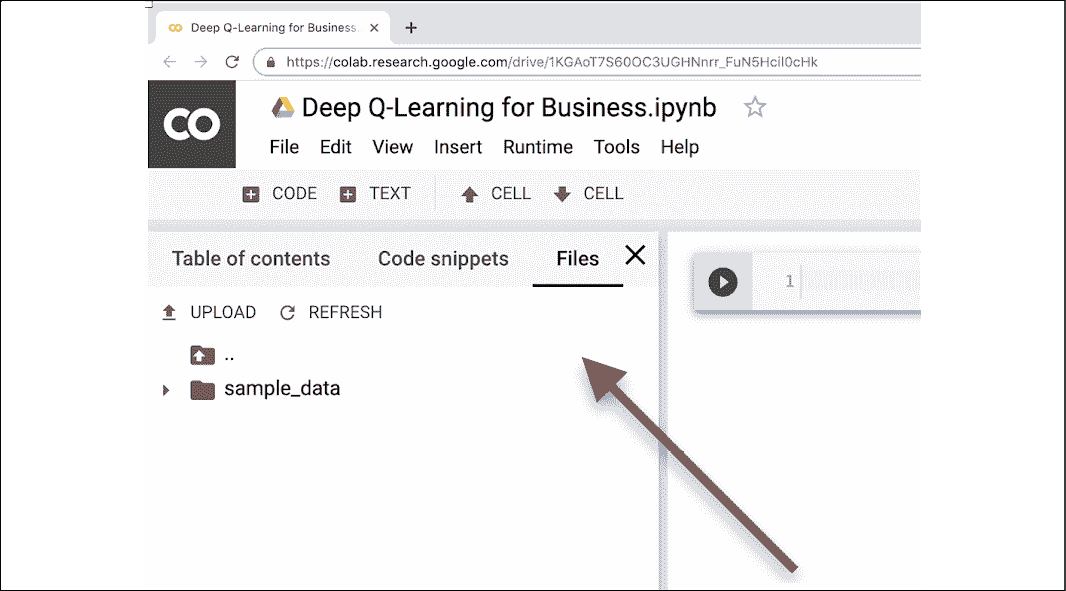 Deep Q-Learning for Business
https://colab.research.google.com/drive/1KGAoT7S60OC3UGHNnrr_FuN5HciI0cHk
CO
Deep Q-Learning for Business.ipynb
File Edit View Insert Runtime Tools Help
CODE TEXT CELL CELL
Table of contents Code snippets Files
1
UPLOAD REFRESH
..
sample_data